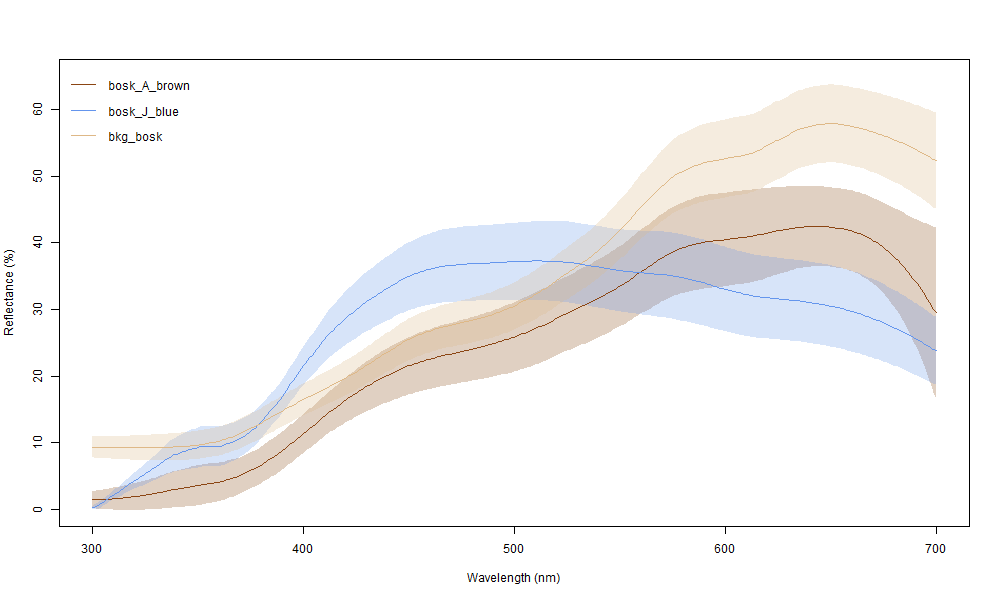 bosk_A_brown
bosk_J_blue
bkg_bosk
Reflectance (%)
60
50
40
30
20
10
0
300 400 500 600 700
Wavelength (nm)